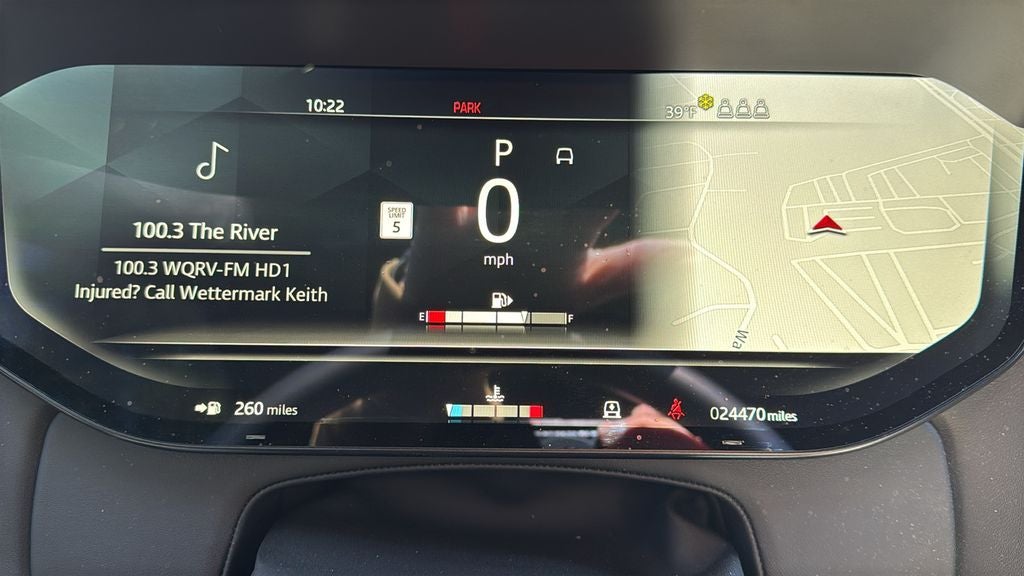 10:22
PARK
39°F
P
SPEED
LIMIT
5
0
mph
100.3 The River
100.3 WQRV-FM HD1
Injured? Call Wettermark Keith
E
F
Wa
260 miles
024470 miles